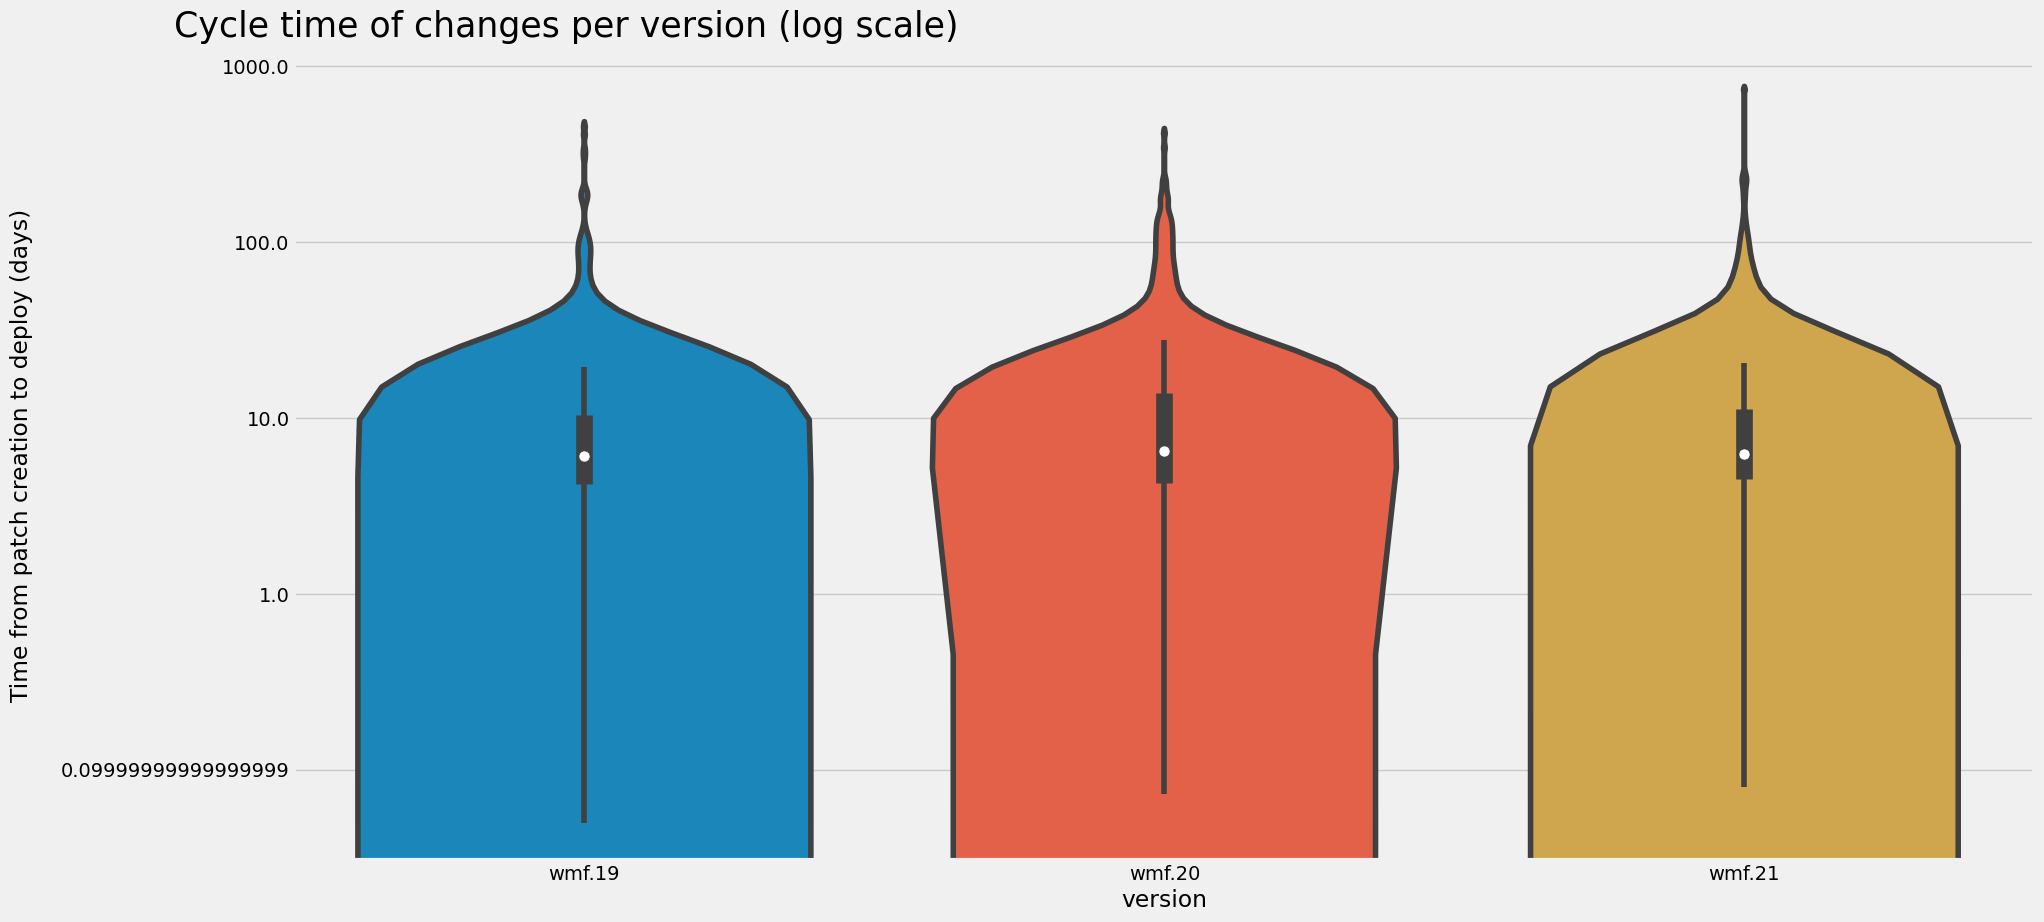 Cycle time of changes per version (log scale)
Time from patch creation to deploy (days)
1000.0
100.0
10.0
1.0
0.09999999999999999
wmf.19
wmf.20
wmf.21
version